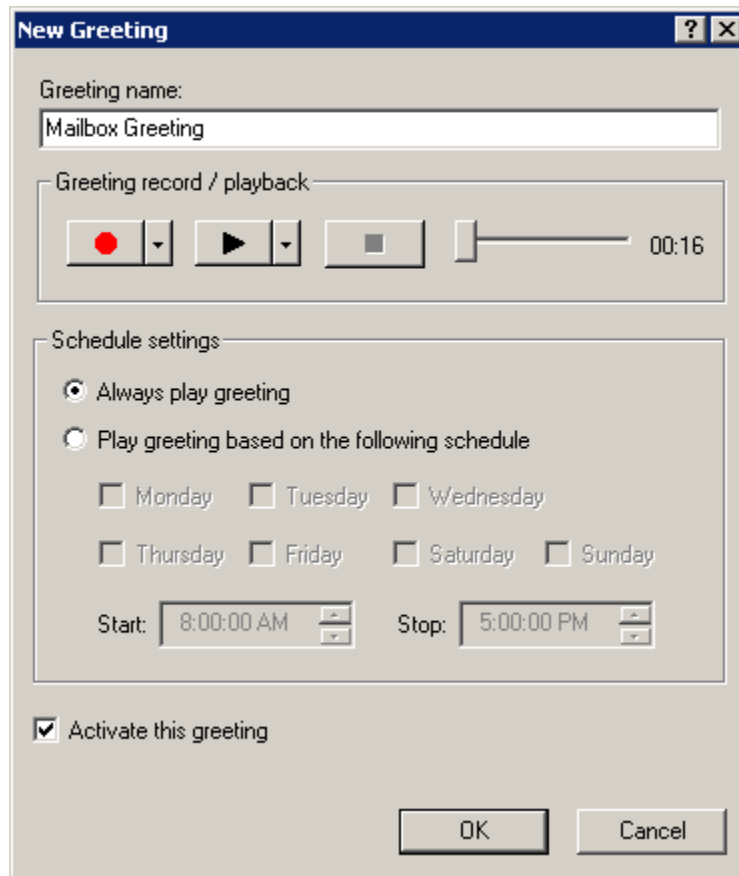 New Greeting
Greeting name:
Mailbox Greeting
Greeting record / playback
00:16
Schedule settings
Always play greeting
Play greeting based on the following schedule
Monday Tuesday Wednesday
Thursday Friday Saturday Sunday
Start: 8:00:00 AM Stop: 5:00:00 PM
Activate this greeting
OK Cancel